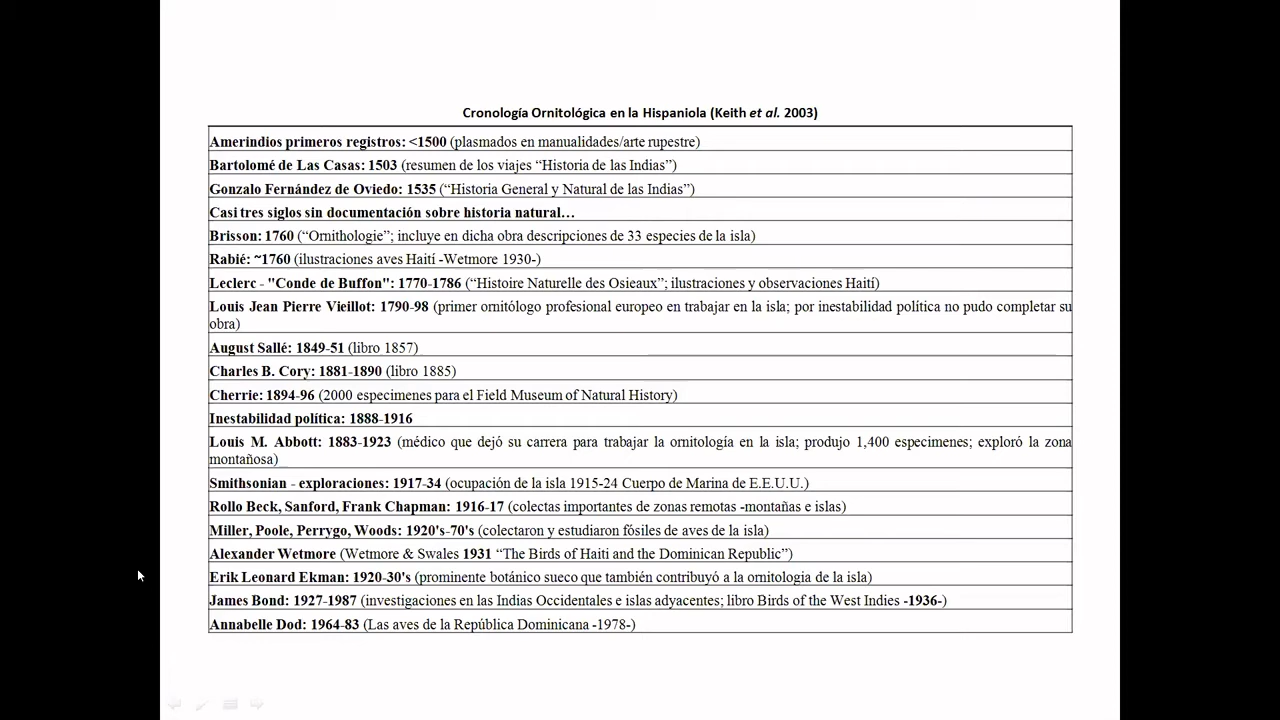 Cronología Ornitológica en la Hispaniola (Keith et al. 2003)
Amerindios primeros registros: <1500 (plasmados en manualidades/arte rupestre)
Bartolomé de Las Casas: 1503 (resumen de los viajes “Historia de las Indias”)
Gonzalo Fernández de Oviedo: 1535 (“Historia General y Natural de las Indias”)
Casi tres siglos sin documentación sobre historia natural…
Brisson: 1760 (“Ornithologie”; incluye en dicha obra descripciones de 33 especies de la isla)
Rabié: ~1760 (ilustraciones aves Haití -Wetmore 1930-)
Leclerc - "Conde de Buffon": 1770-1786 (“Histoire Naturelle des Osieaux”; ilustraciones y observaciones Haití)
Louis Jean Pierre Vieillot: 1790-98 (primer ornitólogo profesional europeo en trabajar en la isla; por inestabilidad política no pudo completar su
obra)
August Sallé: 1849-51 (libro 1857)
Charles B. Cory: 1881-1890 (libro 1885)
Cherrie: 1894-96 (2000 especimenes para el Field Museum of Natural History)
Inestabilidad política: 1888-1916
Louis M. Abbott: 1883-1923 (médico que dejó su carrera para trabajar la ornitología en la isla; produjo 1,400 especimenes; exploró la zona
montañosa)
Smithsonian - exploraciones: 1917-34 (ocupación de la isla 1915-24 Cuerpo de Marina de E.E.U.U.)
Rollo Beck, Sanford, Frank Chapman: 1916-17 (colectas importantes de zonas remotas -montañas e islas)
Miller, Poole, Perrygo, Woods: 1920's-70's (colectaron y estudiaron fósiles de aves de la isla)
Alexander Wetmore (Wetmore & Swales 1931 “The Birds of Haiti and the Dominican Republic”)
Erik Leonard Ekman: 1920-30's (prominente botánico sueco que también contribuyó a la ornitologia de la isla)
James Bond: 1927-1987 (investigaciones en las Indias Occidentales e islas adyacentes; libro Birds of the West Indies -1936-)
Annabelle Dod: 1964-83 (Las aves de la República Dominicana -1978-)